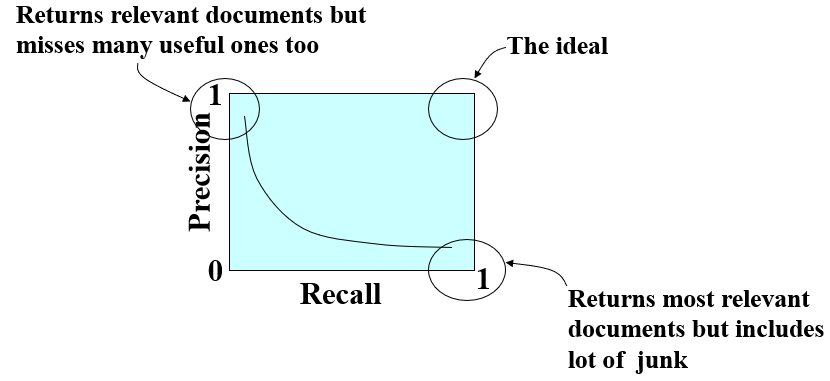 Returns relevant documents but
misses many useful ones too
The ideal
1
Precision
0
Recall
1
Returns most relevant
documents but includes
lot of junk